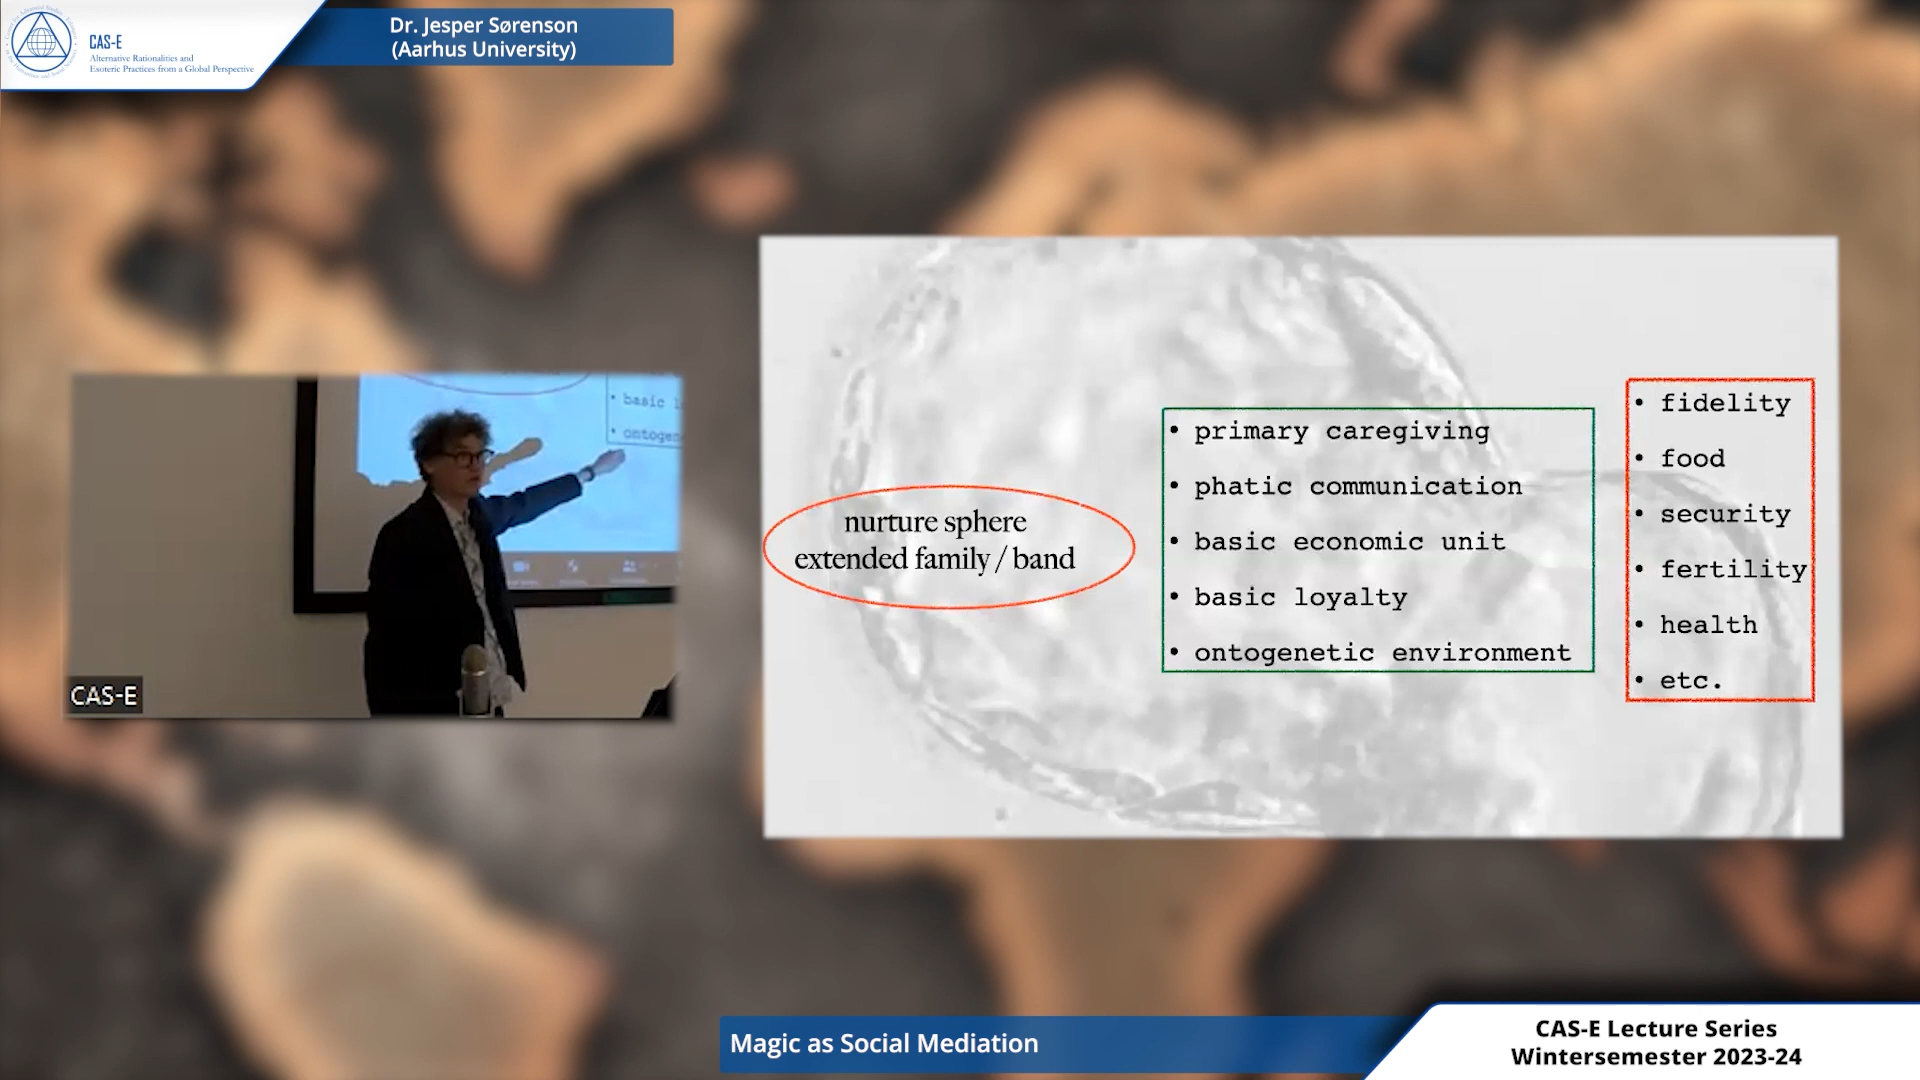 CAS-E
Alternative Rationalities and
Esoteric Practices from a Global Perspective
Dr. Jesper Sørenson
(Aarhus University)
• basic
• ontogen
CAS-E
nurture sphere
extended family / band
• primary caregiving
• phatic communication
• basic economic unit
• basic loyalty
• ontogenetic environment
• fidelity
• food
• security
• fertility
• health
• etc.
Magic as Social Mediation
CAS-E Lecture Series
Wintersemester 2023-24